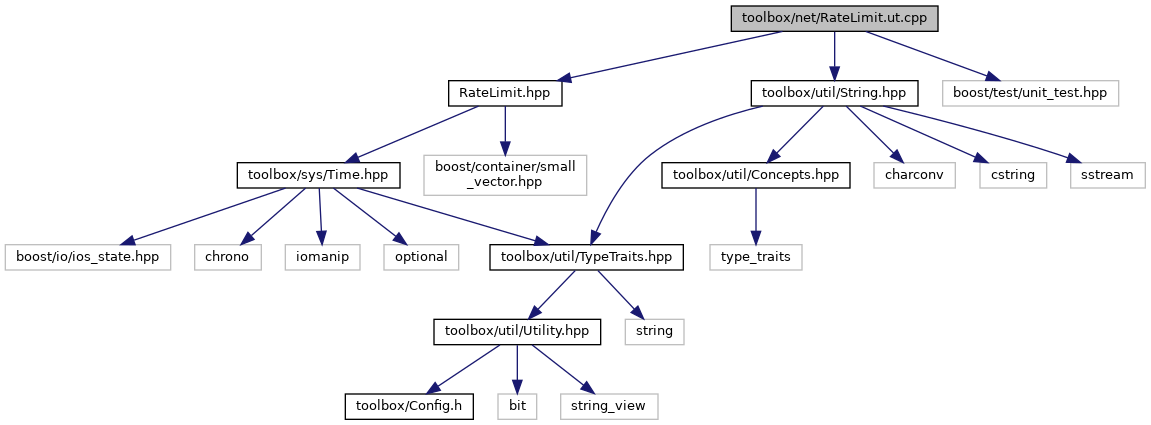 toolbox/net/RateLimit.ut.cpp
RateLimit.hpp
toolbox/util/String.hpp
boost/test/unit_test.hpp
toolbox/sys/Time.hpp
boost/container/small
_vector.hpp
toolbox/util/Concepts.hpp
charconv
cstring
sstream
boost/io/ios_state.hpp
chrono
iomanip
optional
toolbox/util/TypeTraits.hpp
type_traits
toolbox/util/Utility.hpp
string
toolbox/Config.h
bit
string_view